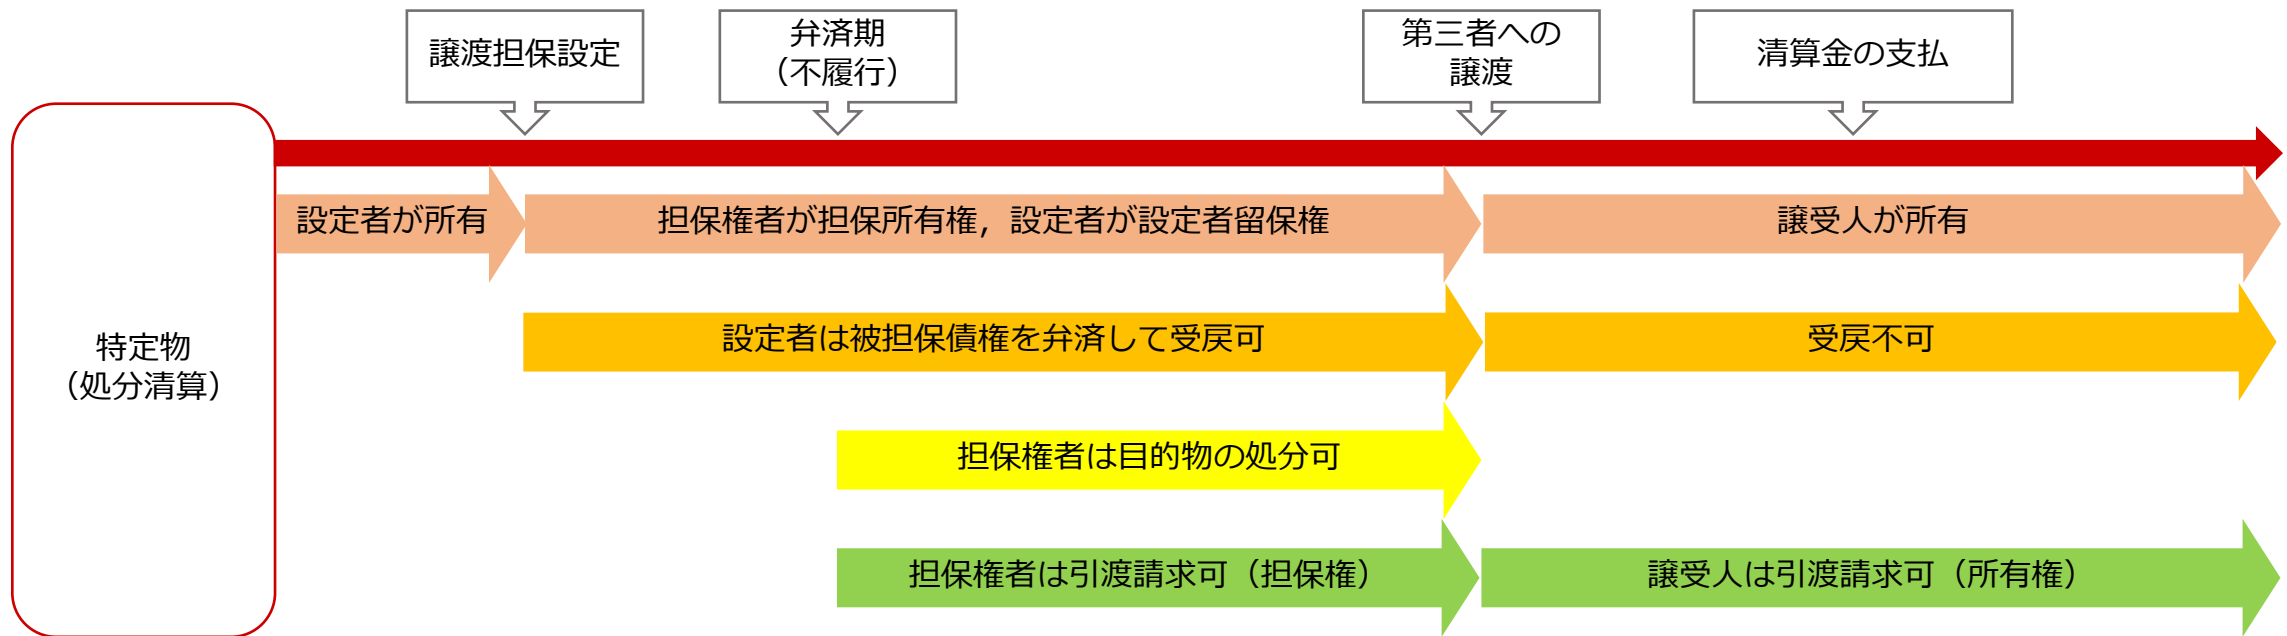 譲渡担保設定
弁済期
（不履行）
第三者への
譲渡
清算金の支払
特定物
（処分清算）
設定者が所有
担保権者が担保所有権，設定者が設定者留保権
譲受人が所有
設定者は被担保債権を弁済して受戻可
受戻不可
担保権者は目的物の処分可
担保権者は引渡請求可（担保権）
譲受人は引渡請求可（所有権）